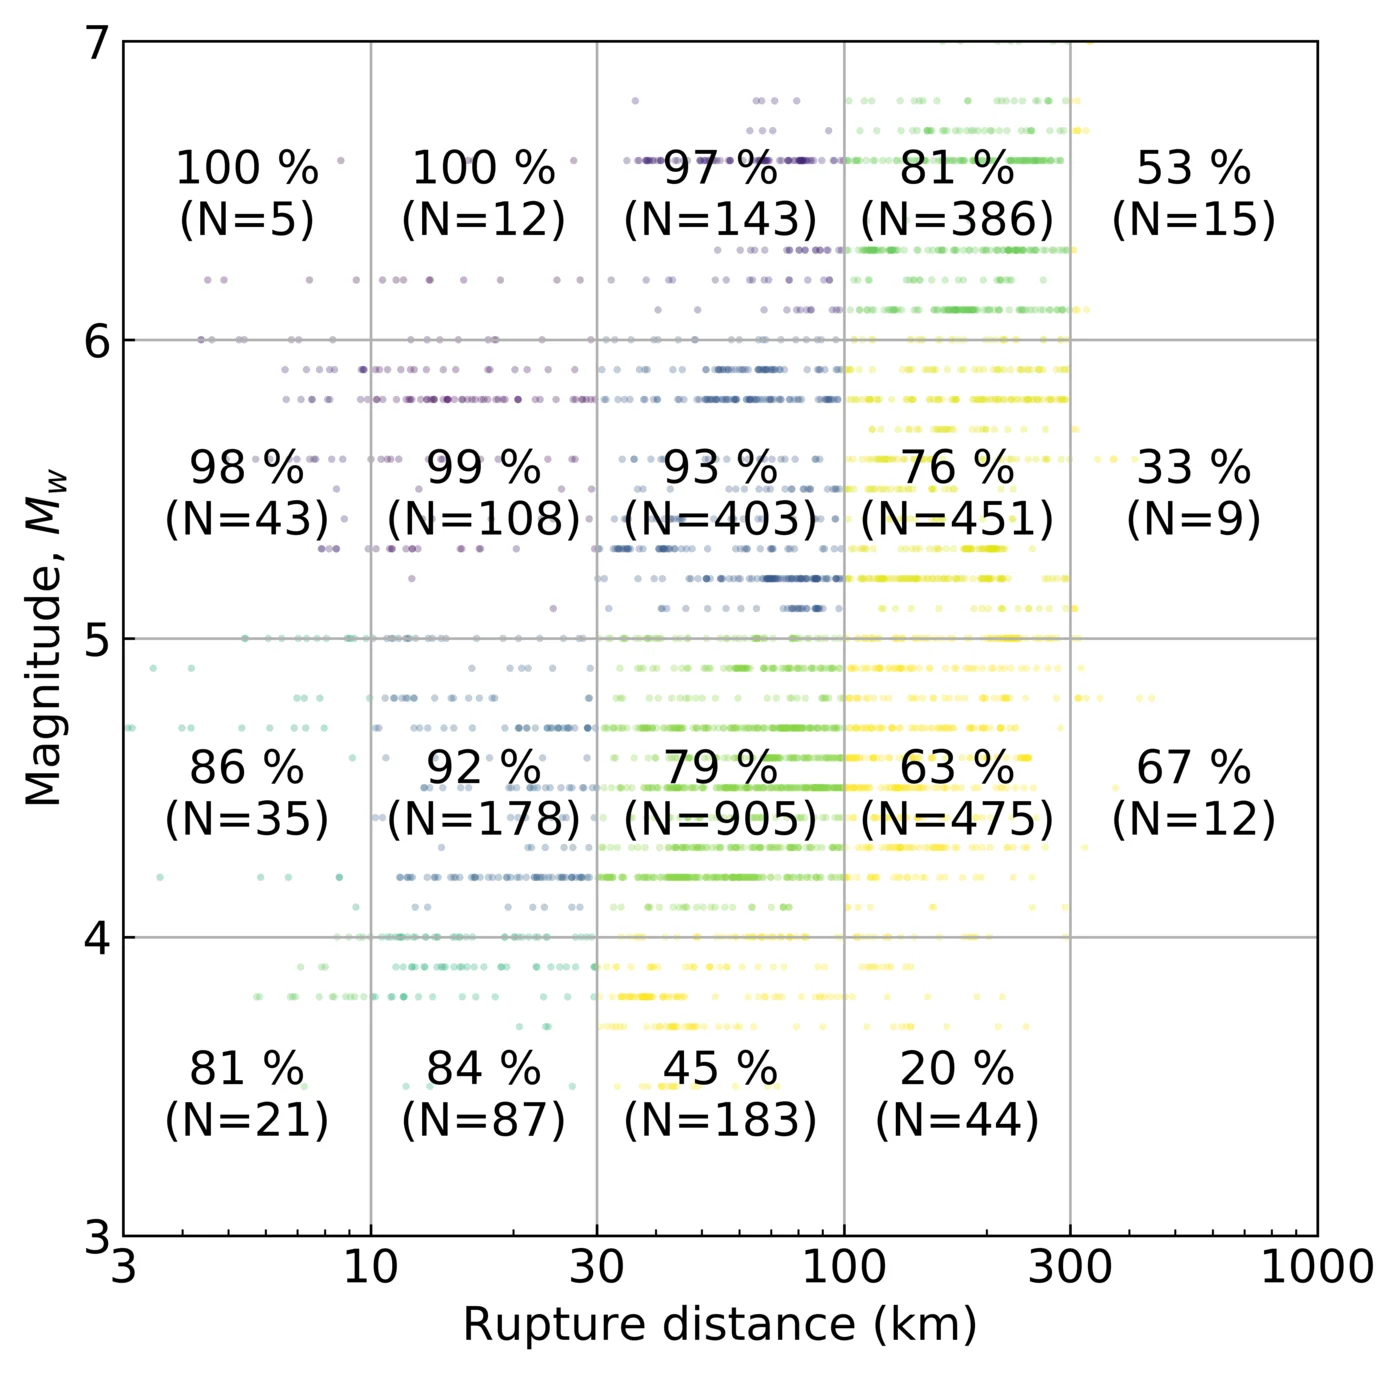 7
100 %
100 %
97 %
81 %
53 %
(N=5)
(N=12)
(N=143)
(N=386)
(N=15)
6
98 %
99 %
93 %
76 %
33 %
(N=43)
(N=108)
(N=403)
(N=451)
(N=9)
Magnitude, Mw
5
86 %
92 %
79 %
63 %
67 %
(N=35)
(N=178)
(N=905)
(N=475)
(N=12)
4
81 %
84 %
45 %
20 %
(N=21)
(N=87)
(N=183)
(N=44)
3
3
10
30
100
300
1000
Rupture distance (km)